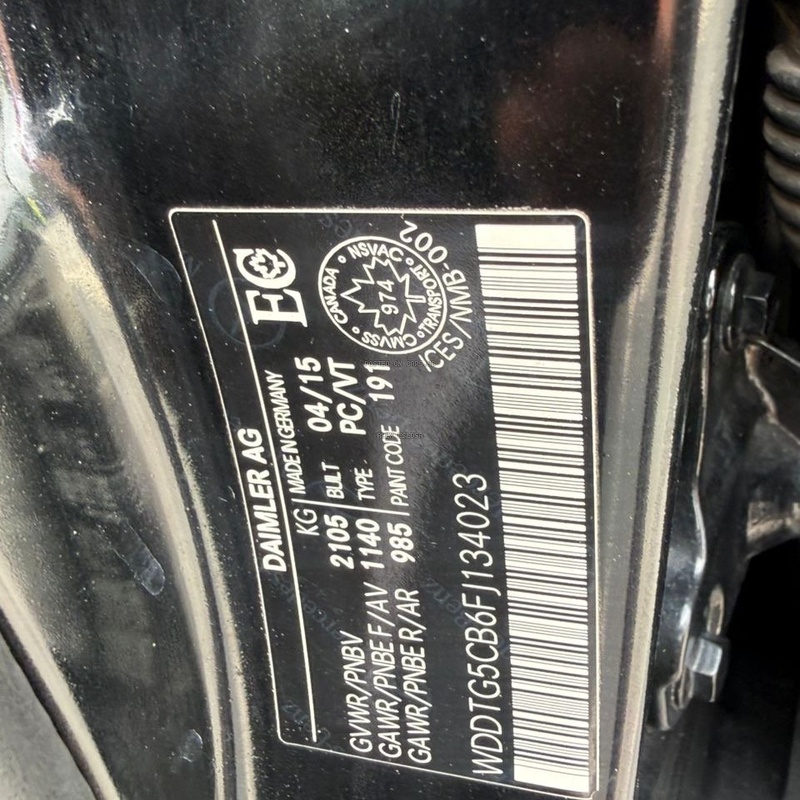 DAIMLER AG
EC
KG MADE IN GERMANY
GVWR/PNBV 2105 BUILT 04/15
GAWR/PNBE F/AV 1140 TYPE PC/VT
GAWR/PNBE R/AR 985 PAINT CODE 191
CANADA • NSVAC • TRANSPORT • CMVSS
974
ICES/NMB-002
WDDTG5CB6FJ134023